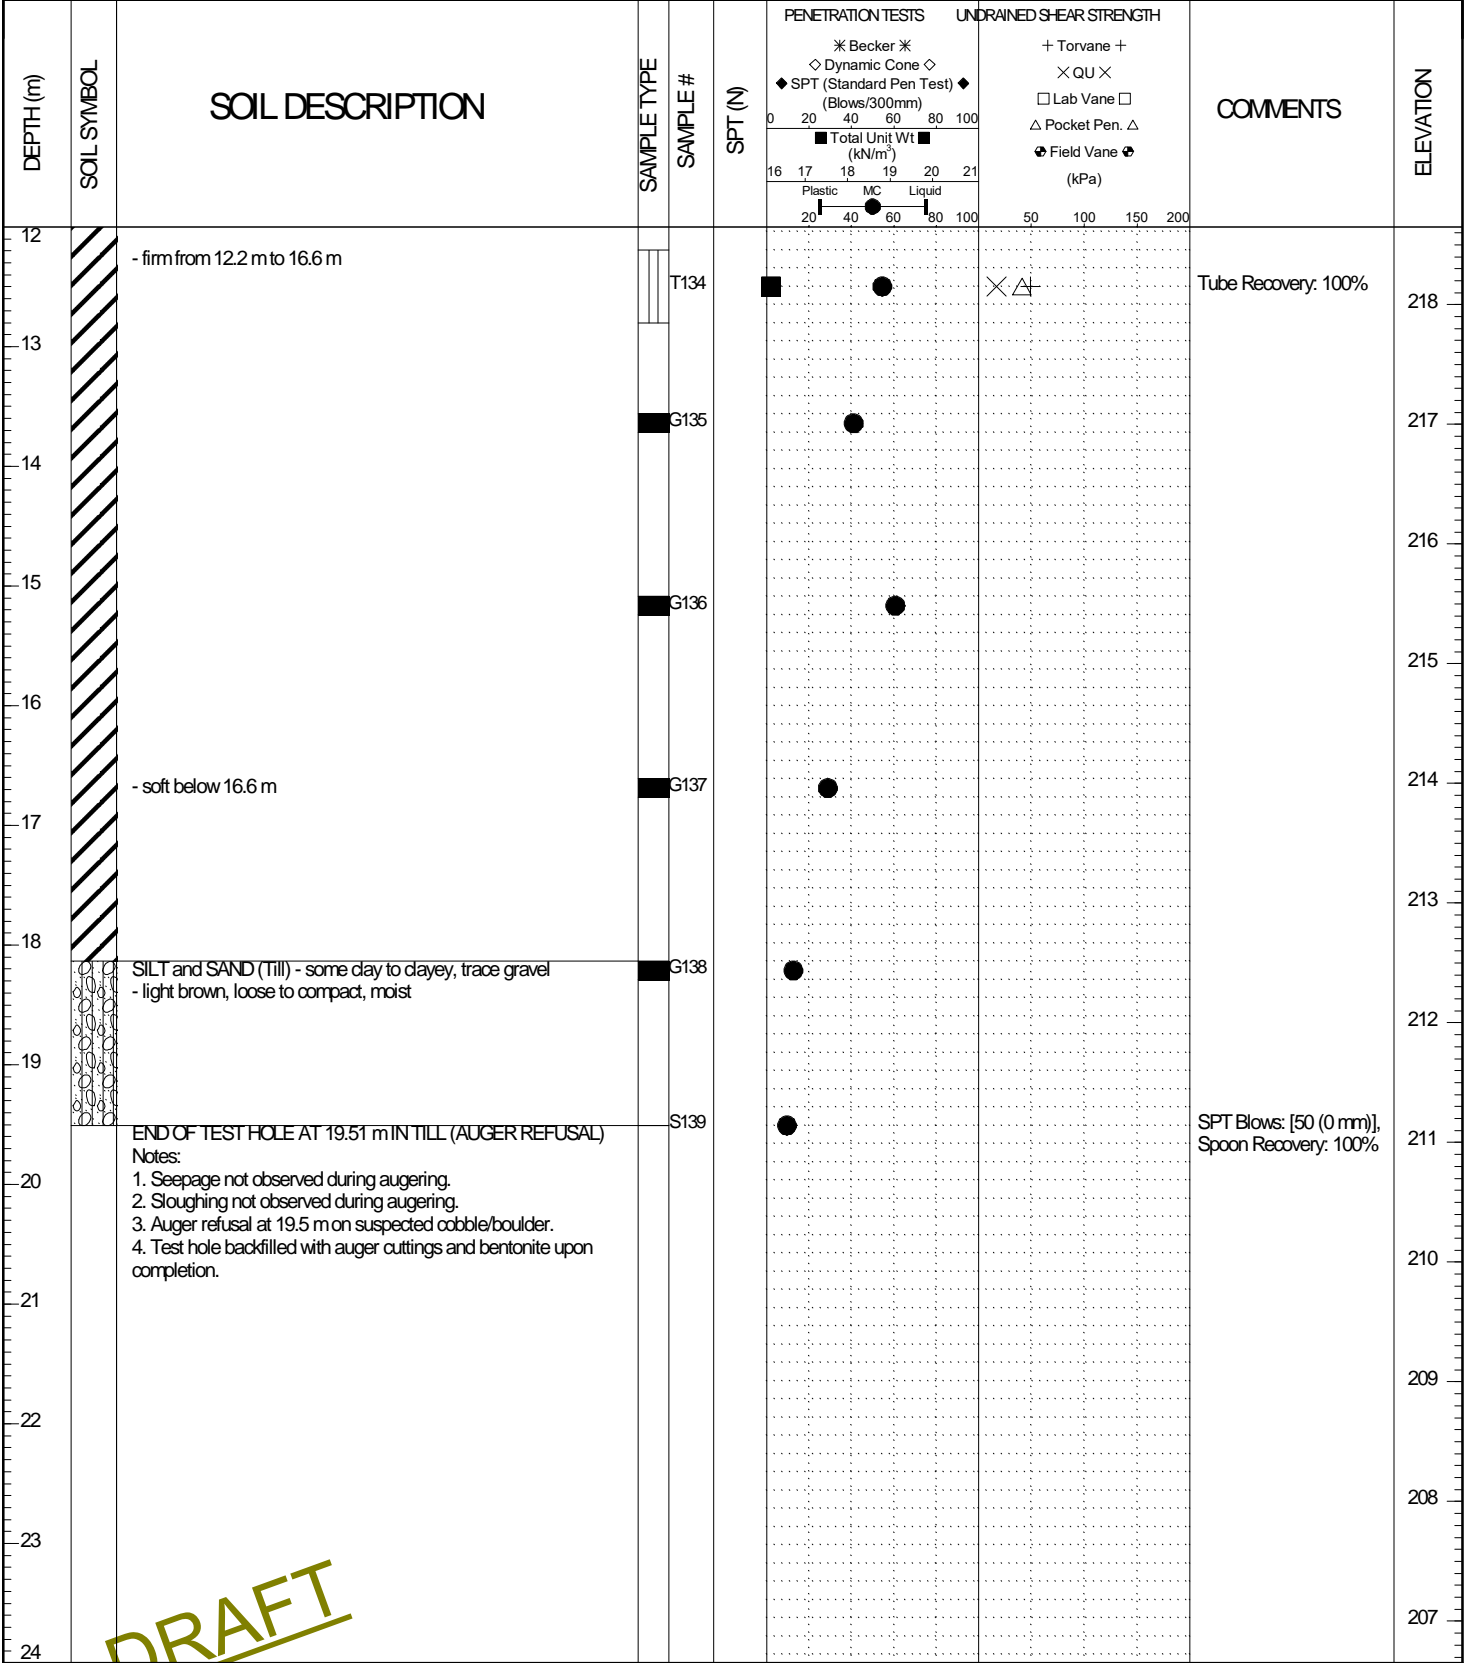 DEPTH (m)
SOIL SYMBOL
SOIL DESCRIPTION
SAMPLE TYPE
SAMPLE #
SPT (N)
PENETRATION TESTS
✳ Becker ✳
◇ Dynamic Cone ◇
◆ SPT (Standard Pen Test) ◆
(Blows/300mm)
0 20 40 60 80 100
■ Total Unit Wt ■
(kN/m³)
16 17 18 19 20 21
Plastic MC Liquid
20 40 60 80 100
UNDRAINED SHEAR STRENGTH
+ Torvane +
× QU ×
□ Lab Vane □
△ Pocket Pen. △
Field Vane
(kPa)
50 100 150 200
COMMENTS
ELEVATION
12
- firm from 12.2 m to 16.6 m
T134
Tube Recovery: 100%
218
13
G135
217
14
216
15
G136
215
16
- soft below 16.6 m
G137
214
17
213
18
SILT and SAND (Till) - some clay to clayey, trace gravel
- light brown, loose to compact, moist
G138
212
19
S139
SPT Blows: [50 (0 mm)],
Spoon Recovery: 100%
211
END OF TEST HOLE AT 19.51 m IN TILL (AUGER REFUSAL)
Notes:
1. Seepage not observed during augering.
2. Sloughing not observed during augering.
3. Auger refusal at 19.5 m on suspected cobble/boulder.
4. Test hole backfilled with auger cuttings and bentonite upon
completion.
20
210
21
209
22
208
23
207
24
DRAFT